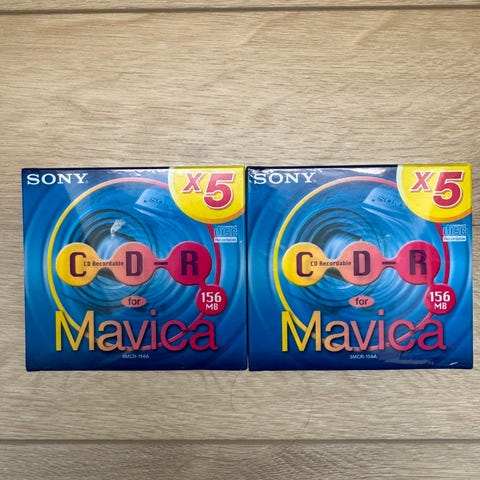 SONY
X5
DISC
Recordable
C D-R
CD Recordable
for
156
MB
Mavica
SMCR-156A
SONY
X5
DISC
Recordable
C D-R
CD Recordable
for
156
MB
Mavica
SMCR-156A